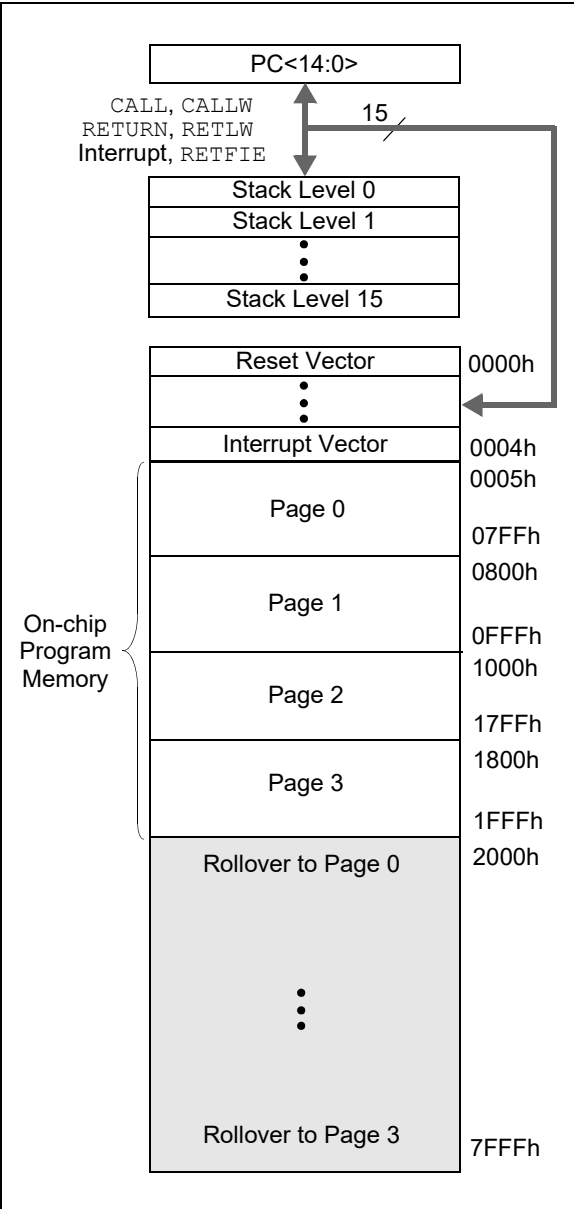 PC<14:0>
CALL, CALLW
RETURN, RETLW
Interrupt, RETFIE
15
Stack Level 0
Stack Level 1
Stack Level 15
Reset Vector
0000h
Interrupt Vector
0004h
0005h
Page 0
07FFh
0800h
Page 1
0FFFh
On-chip
Program
Memory
1000h
Page 2
17FFh
1800h
Page 3
1FFFh
2000h
Rollover to Page 0
Rollover to Page 3
7FFFh